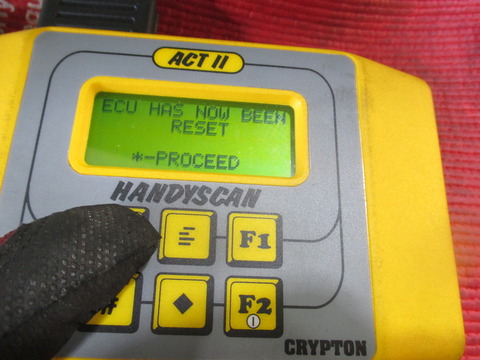 ACT II
ECU HAS NOW BEEN
RESET
*-PROCEED
HANDYSCAN
F1
#
F2
CRYPTON